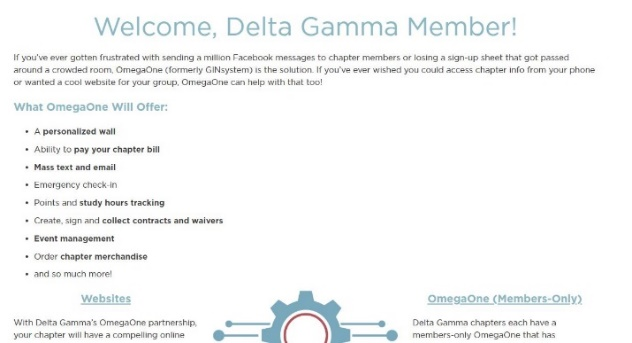 Welcome, Delta Gamma Member!
If you've ever gotten frustrated with sending a million Facebook messages to chapter members or losing a sign-up sheet that got passed
around a crowded room, OmegaOne (formerly GINsystem) is the solution. If you've ever wished you could access chapter info from your phone
or wanted a cool website for your group, OmegaOne can help with that too!
What OmegaOne Will Offer:
• A personalized wall
• Ability to pay your chapter bill
• Mass text and email
• Emergency check-in
• Points and study hours tracking
• Create, sign and collect contracts and waivers
• Event management
• Order chapter merchandise
• and so much more!
Websites
With Delta Gamma's OmegaOne partnership,
your chapter will have a compelling online
OmegaOne (Members-Only)
Delta Gamma chapters each have a
members-only OmegaOne that has